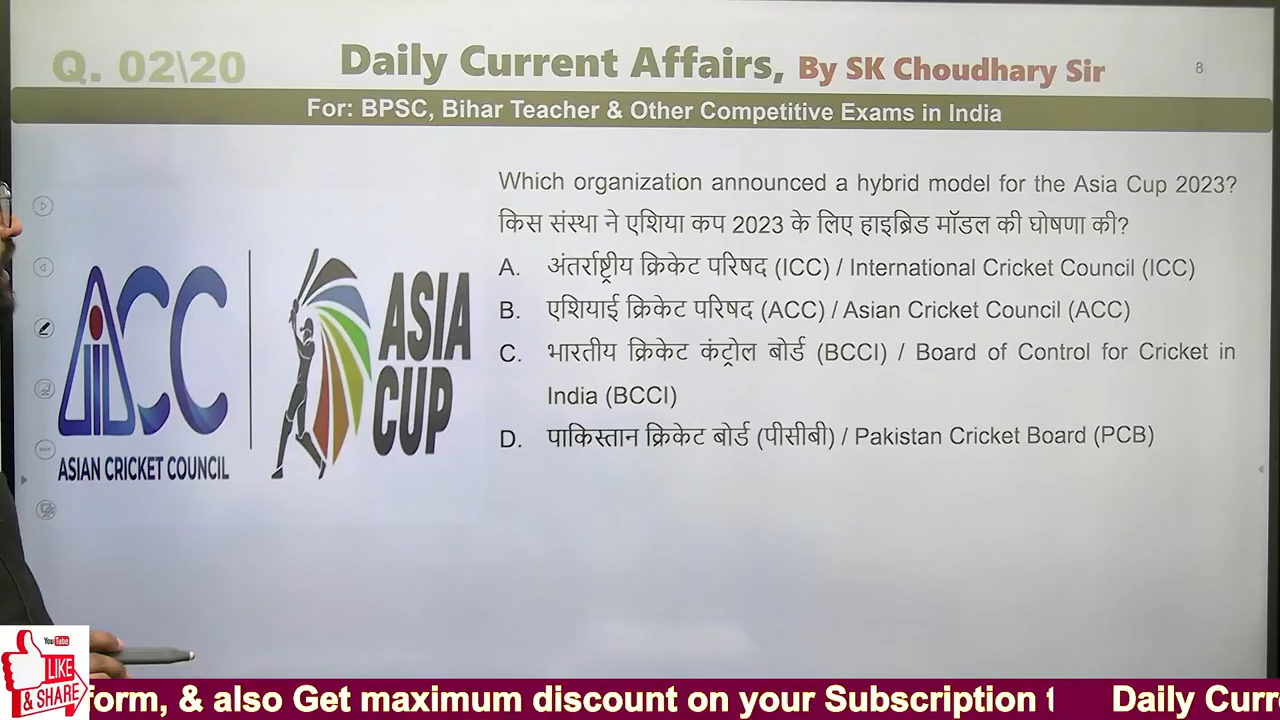 Q. 02\20
Daily Current Affairs, By SK Choudhary Sir
8
For: BPSC, Bihar Teacher & Other Competitive Exams in India
Which organization announced a hybrid model for the Asia Cup 2023?
किस संस्था ने एशिया कप 2023 के लिए हाइब्रिड मॉडल की घोषणा की?
A. अंतर्राष्ट्रीय क्रिकेट परिषद (ICC) / International Cricket Council (ICC)
B. एशियाई क्रिकेट परिषद (ACC) / Asian Cricket Council (ACC)
C. भारतीय क्रिकेट कंट्रोल बोर्ड (BCCI) / Board of Control for Cricket in
India (BCCI)
D. पाकिस्तान क्रिकेट बोर्ड (पीसीबी) / Pakistan Cricket Board (PCB)
ACC
ASIAN CRICKET COUNCIL
ASIA
CUP
YouTube
LIKE
& SHARE
form, & also Get maximum discount on your Subscription t Daily Curr